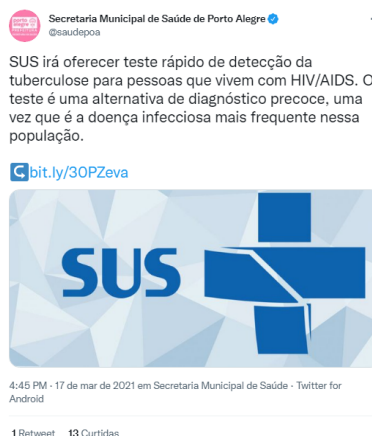 Secretaria Municipal de Saúde de Porto Alegre
@saudepoa
SUS irá oferecer teste rápido de detecção da
tuberculose para pessoas que vivem com HIV/AIDS. O
teste é uma alternativa de diagnóstico precoce, uma
vez que é a doença infecciosa mais frequente nessa
população.
bit.ly/30PZeva
SUS
4:45 PM · 17 de mar de 2021 em Secretaria Municipal de Saúde · Twitter for
Android
1 Retweet 13 Curtidas